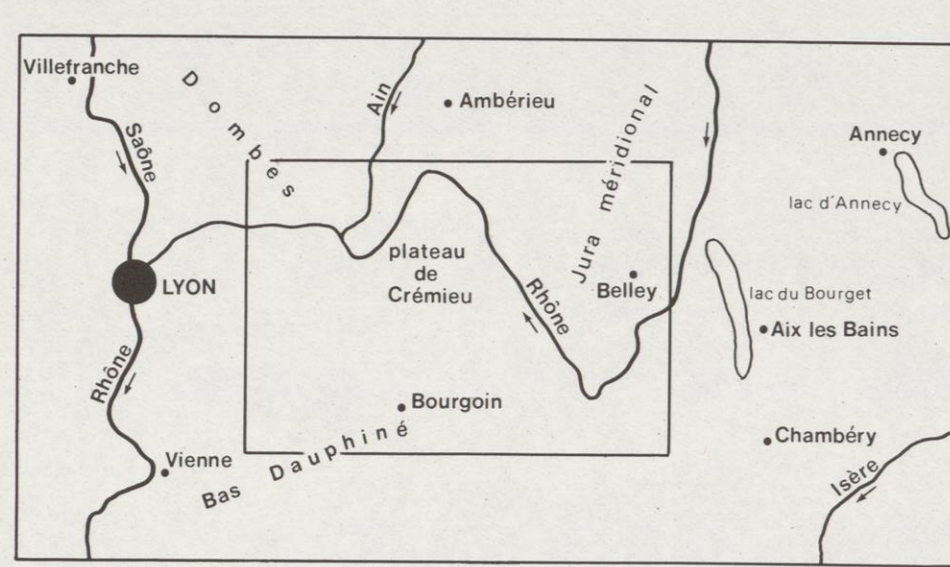 Villefranche
Dombes
Ain
Ambérieu
Saône
Jura méridional
Annecy
lac d'Annecy
plateau
de
Crémieu
LYON
Rhône
Belley
lac du Bourget
Aix les Bains
Rhône
Bourgoin
Bas Dauphiné
Vienne
Chambéry
Isère